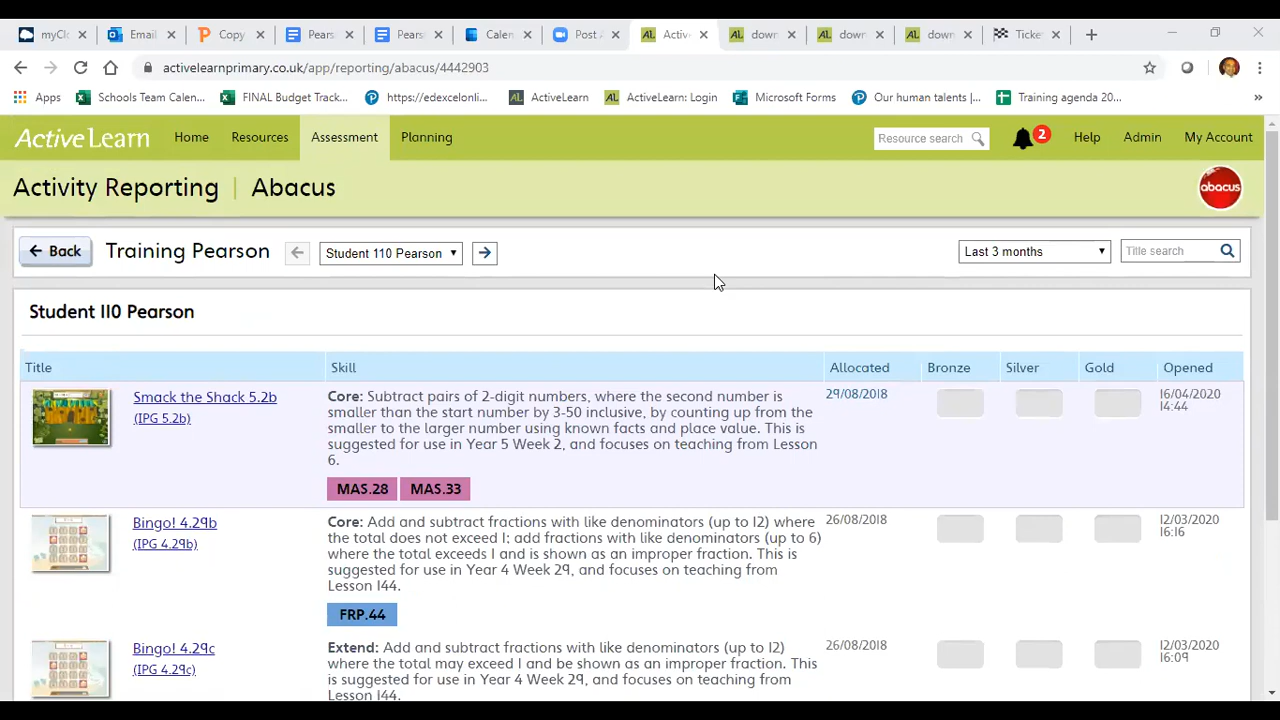 myClo
Email
Copy
Pears
Pears
Calen
Post A
Activ
down
down
down
Ticke
activelearnprimary.co.uk/app/reporting/abacus/4442903
Apps
Schools Team Calen...
FINAL Budget Track...
https://edexcelonli...
ActiveLearn
ActiveLearn: Login
Microsoft Forms
Our human talents |...
Training agenda 20...
»
ActiveLearn
Home
Resources
Assessment
Planning
Resource search
2
Help
Admin
My Account
Activity Reporting | Abacus
abacus
Back
Training Pearson
Student 110 Pearson
Last 3 months
Title search
Student 110 Pearson
Title
Skill
Allocated
Bronze
Silver
Gold
Opened
Smack the Shack 5.2b
(IPG 5.2b)
Core: Subtract pairs of 2-digit numbers, where the second number is
smaller than the start number by 3-50 inclusive, by counting up from the
smaller to the larger number using known facts and place value. This is
suggested for use in Year 5 Week 2, and focuses on teaching from Lesson
6.
MAS.28 MAS.33
29/08/2018
16/04/2020
14:44
Bingo! 4.29b
(IPG 4.29b)
Core: Add and subtract fractions with like denominators (up to 12) where
the total does not exceed 1; add fractions with like denominators (up to 6)
where the total exceeds 1 and is shown as an improper fraction. This is
suggested for use in Year 4 Week 29, and focuses on teaching from
Lesson 144.
FRP.44
26/08/2018
12/03/2020
16:16
Bingo! 4.29c
(IPG 4.29c)
Extend: Add and subtract fractions with like denominators (up to 12)
where the total may exceed 1 and be shown as an improper fraction. This
is suggested for use in Year 4 Week 29, and focuses on teaching from
Lesson 144.
26/08/2018
12/03/2020
16:09